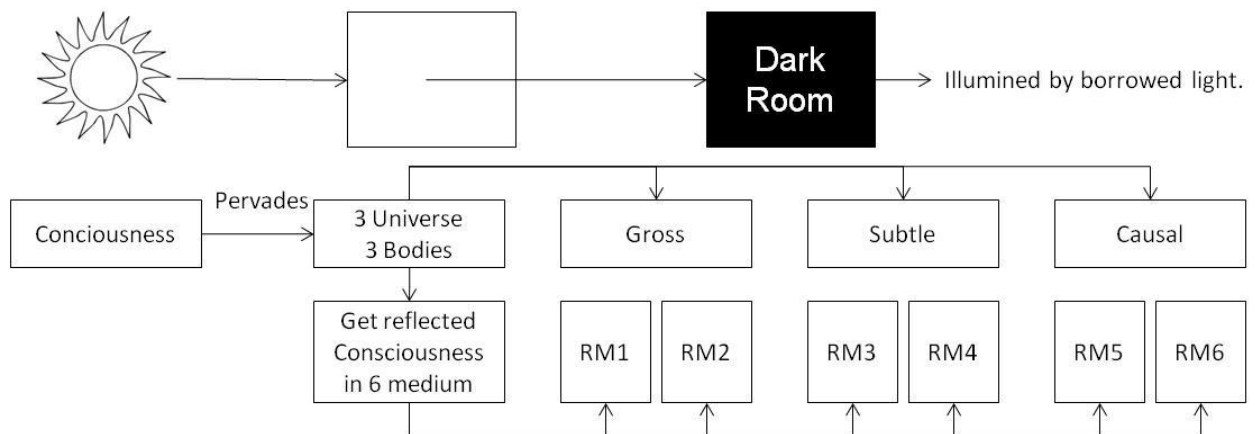 Dark
Room
Illumined by borrowed light.
Pervades
Conciousness
3 Universe
3 Bodies
Gross
Subtle
Causal
Get reflected
Consciousness
in 6 medium
RM1
RM2
RM3
RM4
RM5
RM6